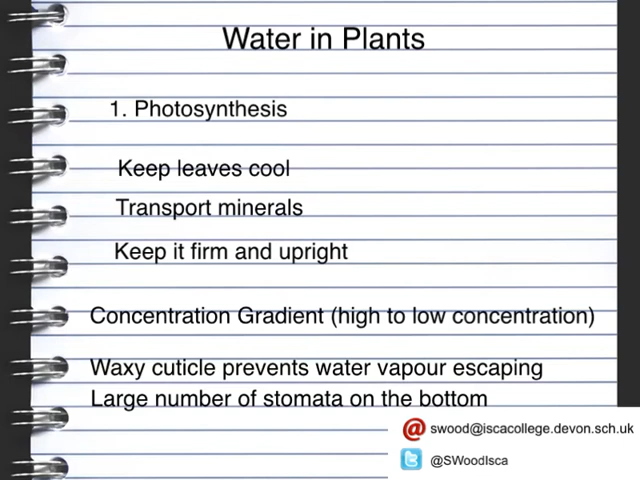 Water in Plants
1. Photosynthesis
Keep leaves cool
Transport minerals
Keep it firm and upright
Concentration Gradient (high to low concentration)
Waxy cuticle prevents water vapour escaping
Large number of stomata on the bottom
@ swood@iscacollege.devon.sch.uk
@SWoodIsca